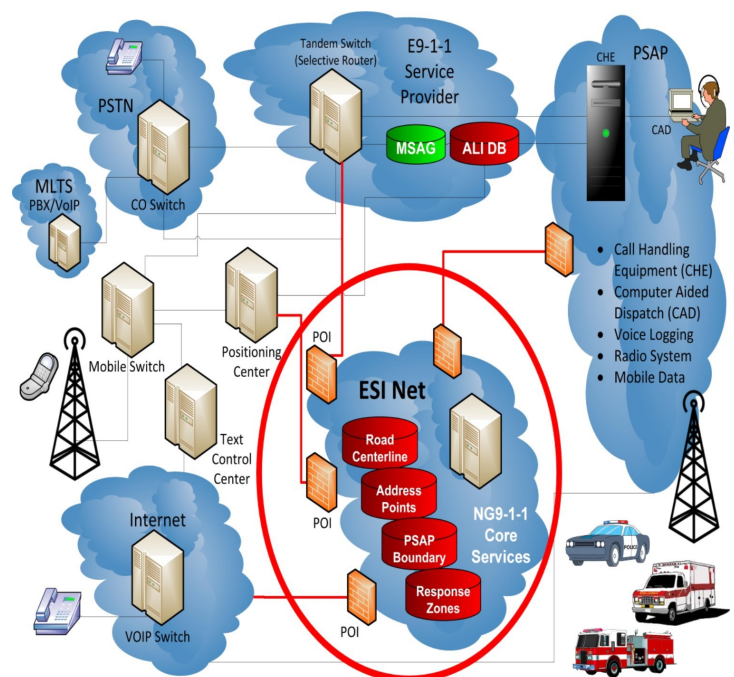 Tandem Switch
(Selective Router)
E9-1-1
Service
Provider
CHE
PSAP
PSTN
CAD
MSAG
ALI DB
MLTS
PBX/VoIP
CO Switch
• Call Handling
Equipment (CHE)
• Computer Aided
Dispatch (CAD)
• Voice Logging
• Radio System
• Mobile Data
Mobile Switch
Positioning
Center
POI
ESI Net
Road
Centerline
Text
Control
Center
Address
Points
NG9-1-1
Core
Services
POI
PSAP
Boundary
Internet
Response
Zones
VOIP Switch
POI
POLICE